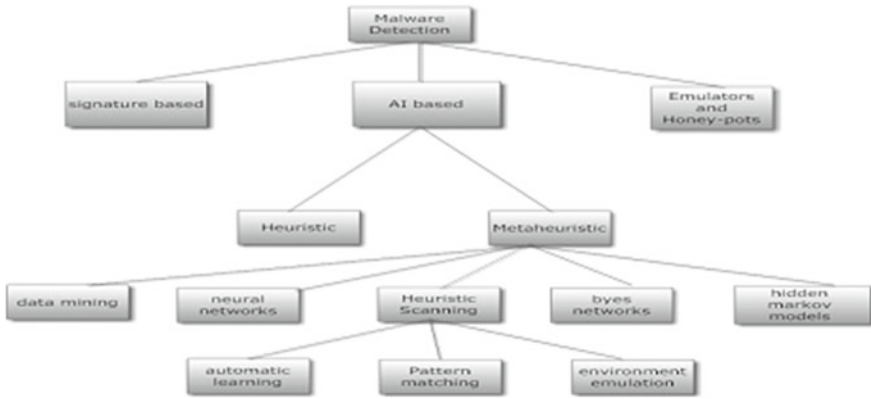 Malware
Detection
signature based
AI based
Emulators
and
Honey-pots
Heuristic
Metaheuristic
data mining
neural
networks
Heuristic
Scanning
byes
networks
hidden
markov
models
automatic
learning
Pattern
matching
environment
emulation